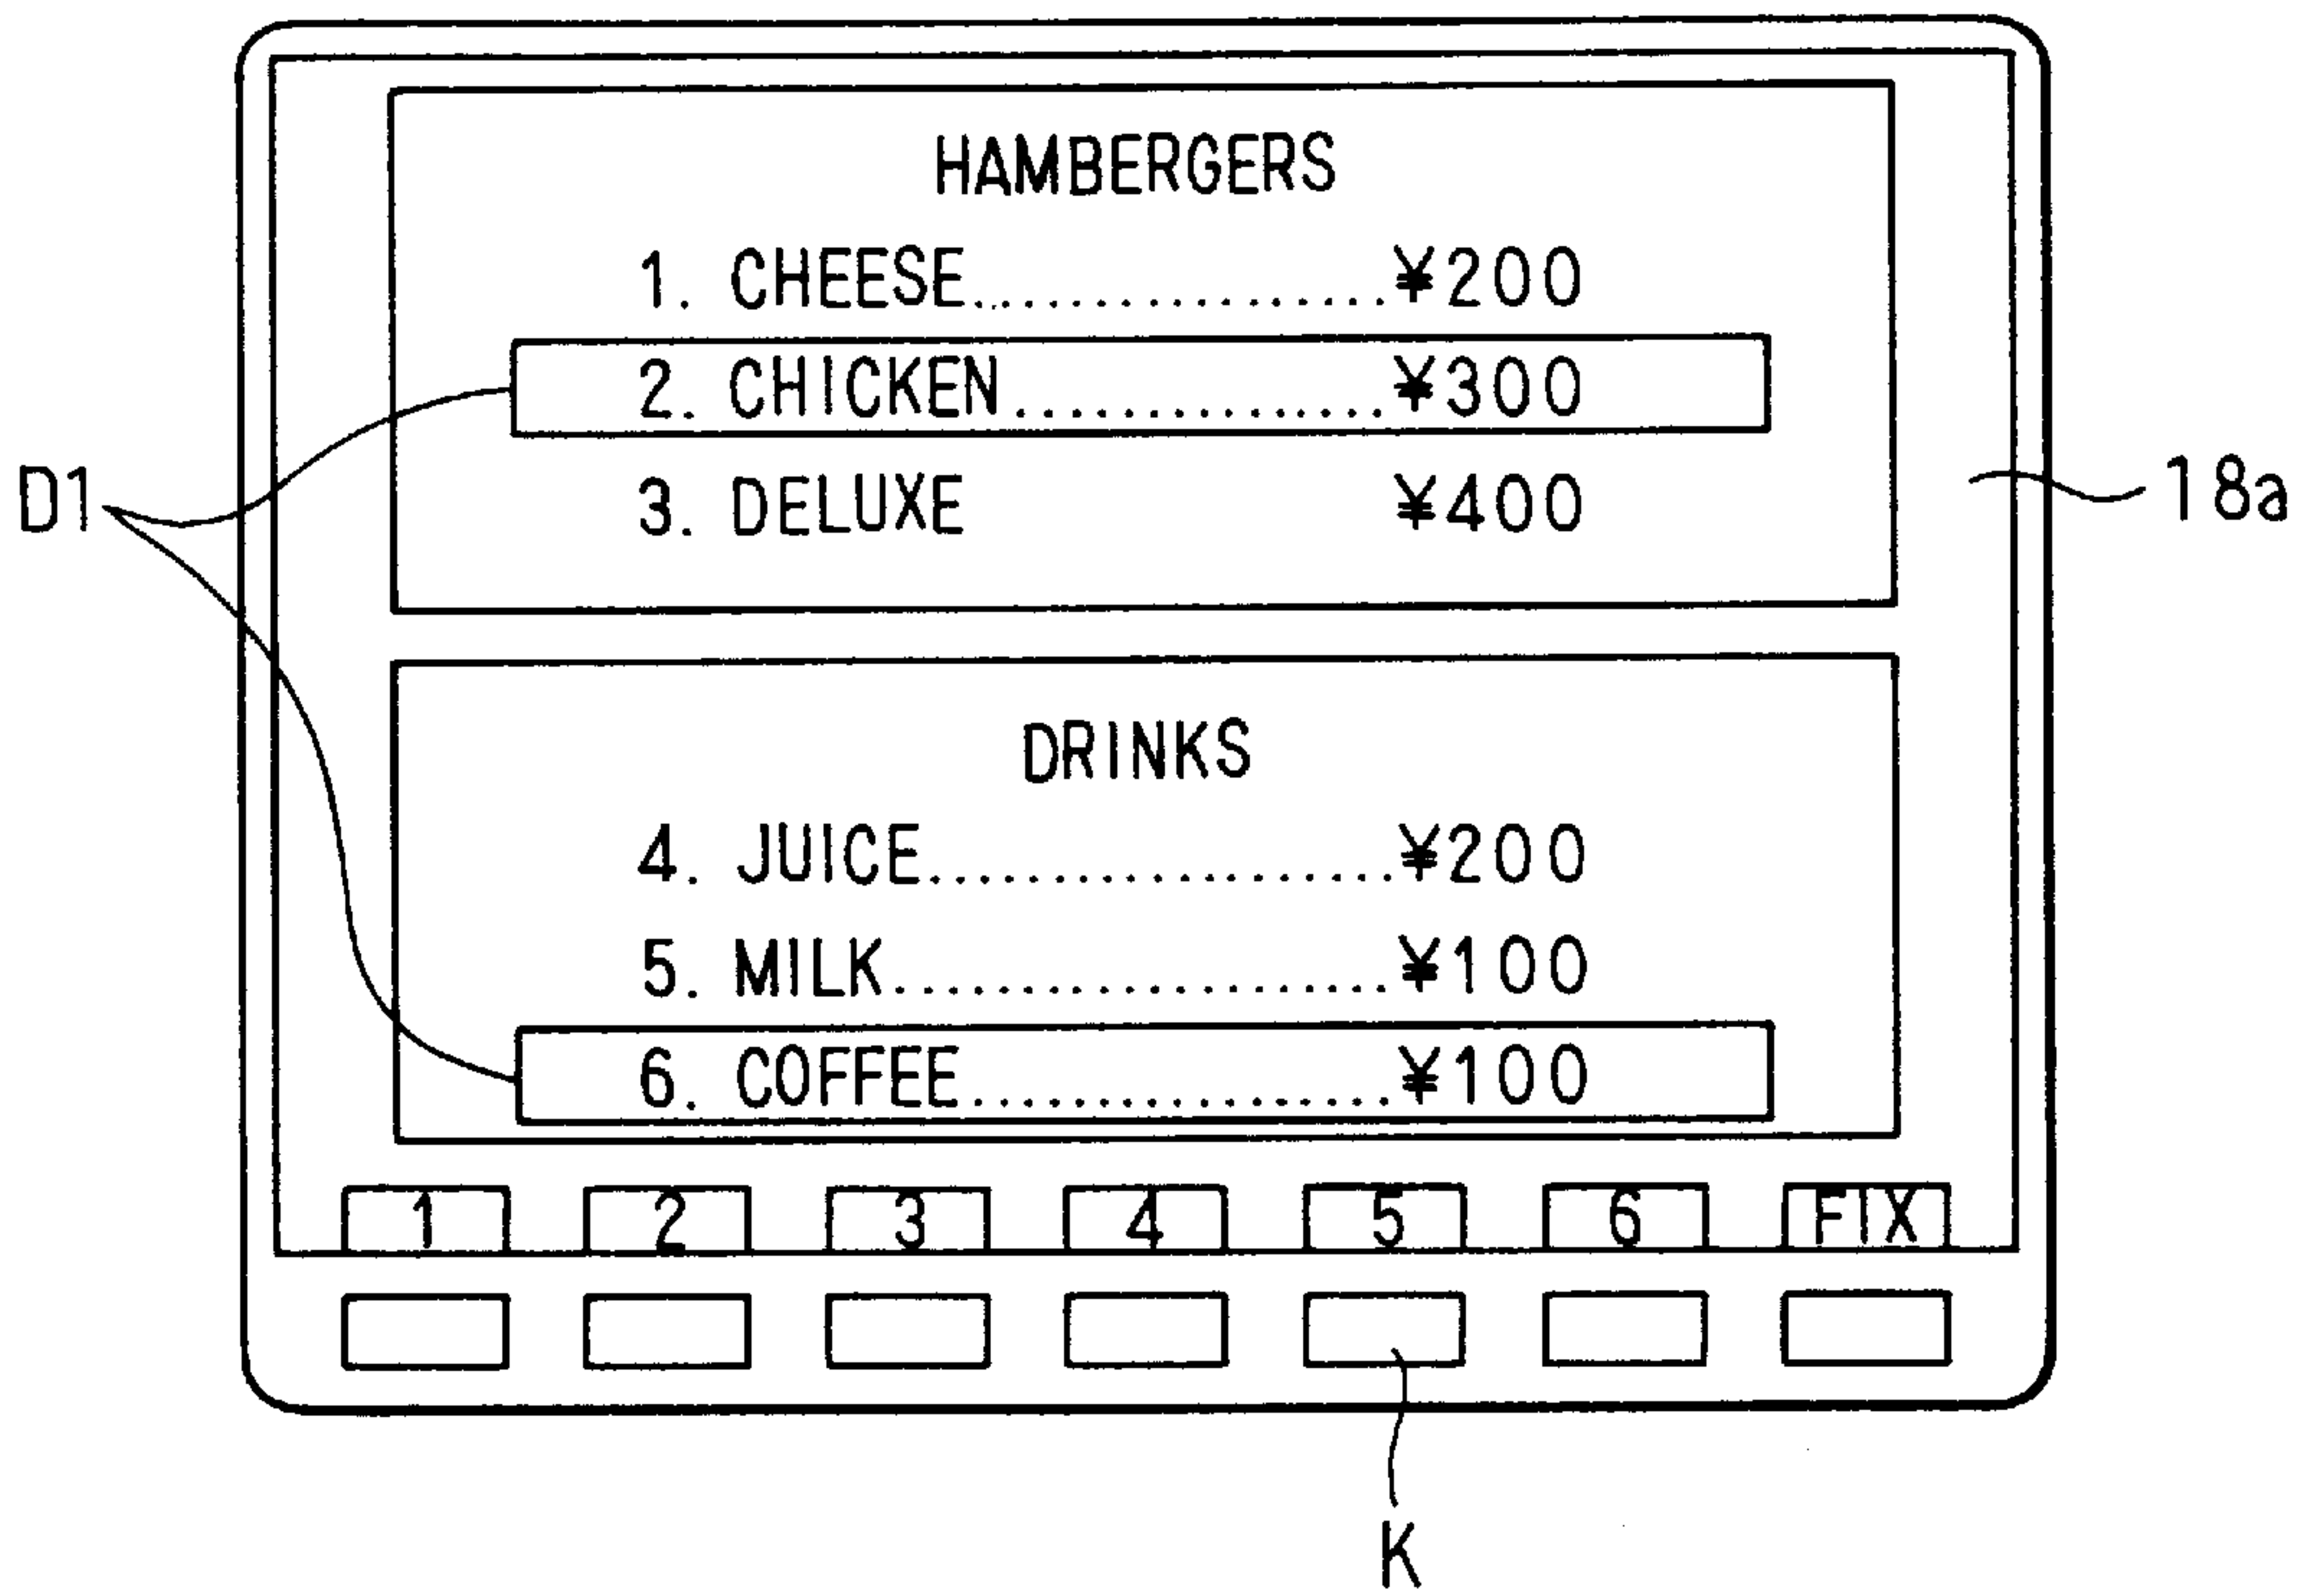 HAMBERGERS
1. CHEESE.................¥200
2. CHICKEN...............¥300
D1
3. DELUXE ¥400
18a
DRINKS
4. JUICE...................¥200
5. MILK...................¥100
6. COFFEE.................¥100
1 2 3 4 5 6 FIX
K